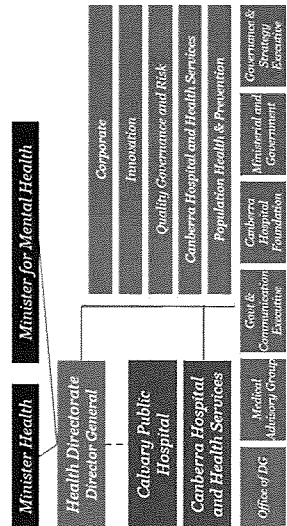 Minister Health
Minister for Mental Health
Health Directorate
Director General
Calvary Public
Hospital
Canberra Hospital
and Health Services
Corporate
Innovation
Quality Governance and Risk
Canberra Hospital and Health Services
Population Health & Prevention
Office of DG
Medical
Advisory Group
Gout &
Communication
Executive
Canberra
Hospital
Foundation
Ministerial and
Government
Governance &
Strategy
Executive